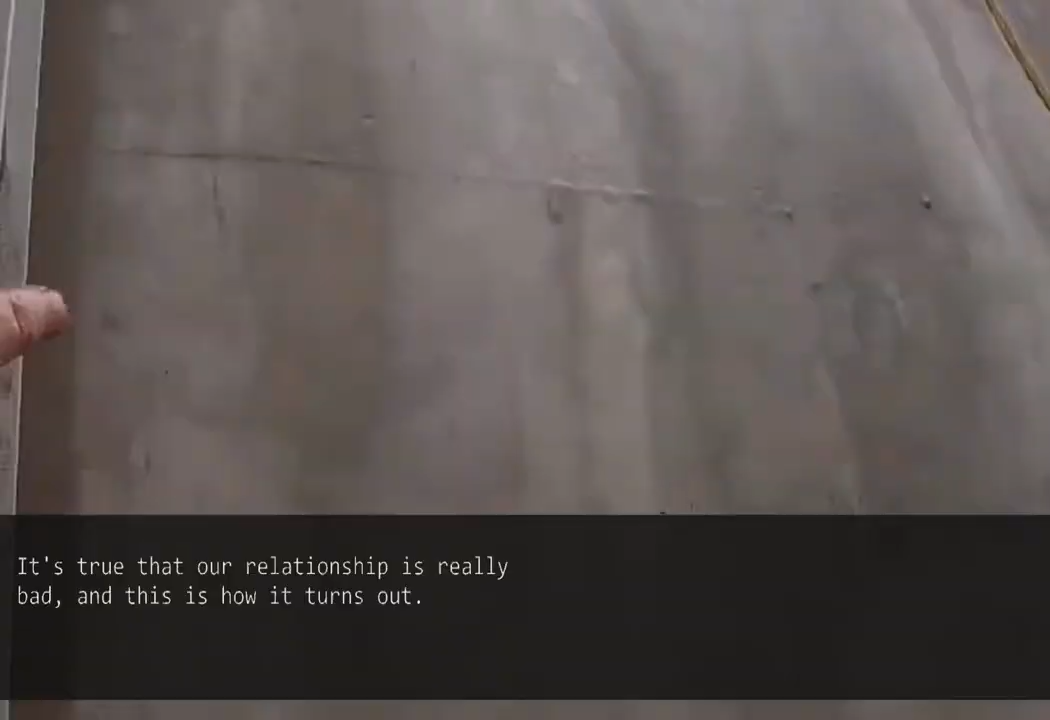 It's true that our relationship is really
bad, and this is how it turns out.